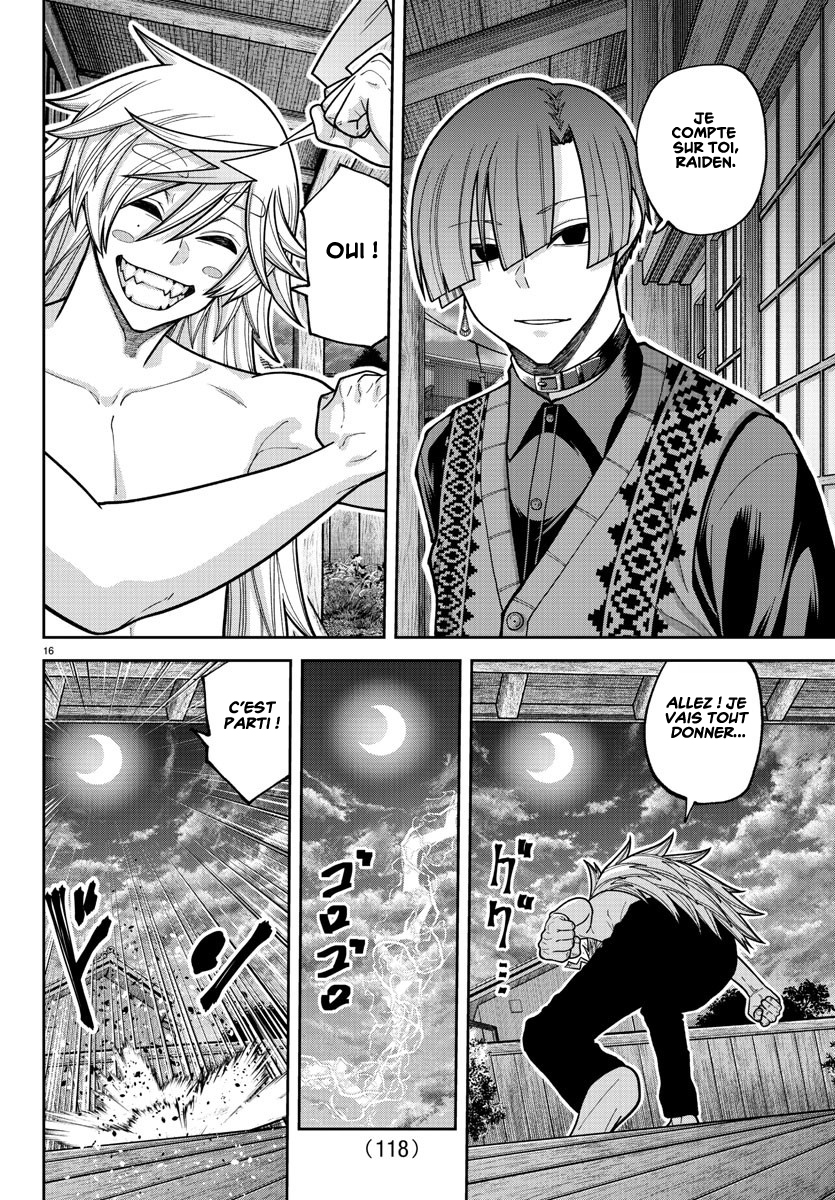 JE
COMPTE
SUR TOI,
RAIDEN.
OUI !
16
ALLEZ ! JE
VAIS TOUT
DONNER...
グ
グ
…
ゴ
ロ
ゴ
ロ
C'EST
PARTI !
ドン
(118)